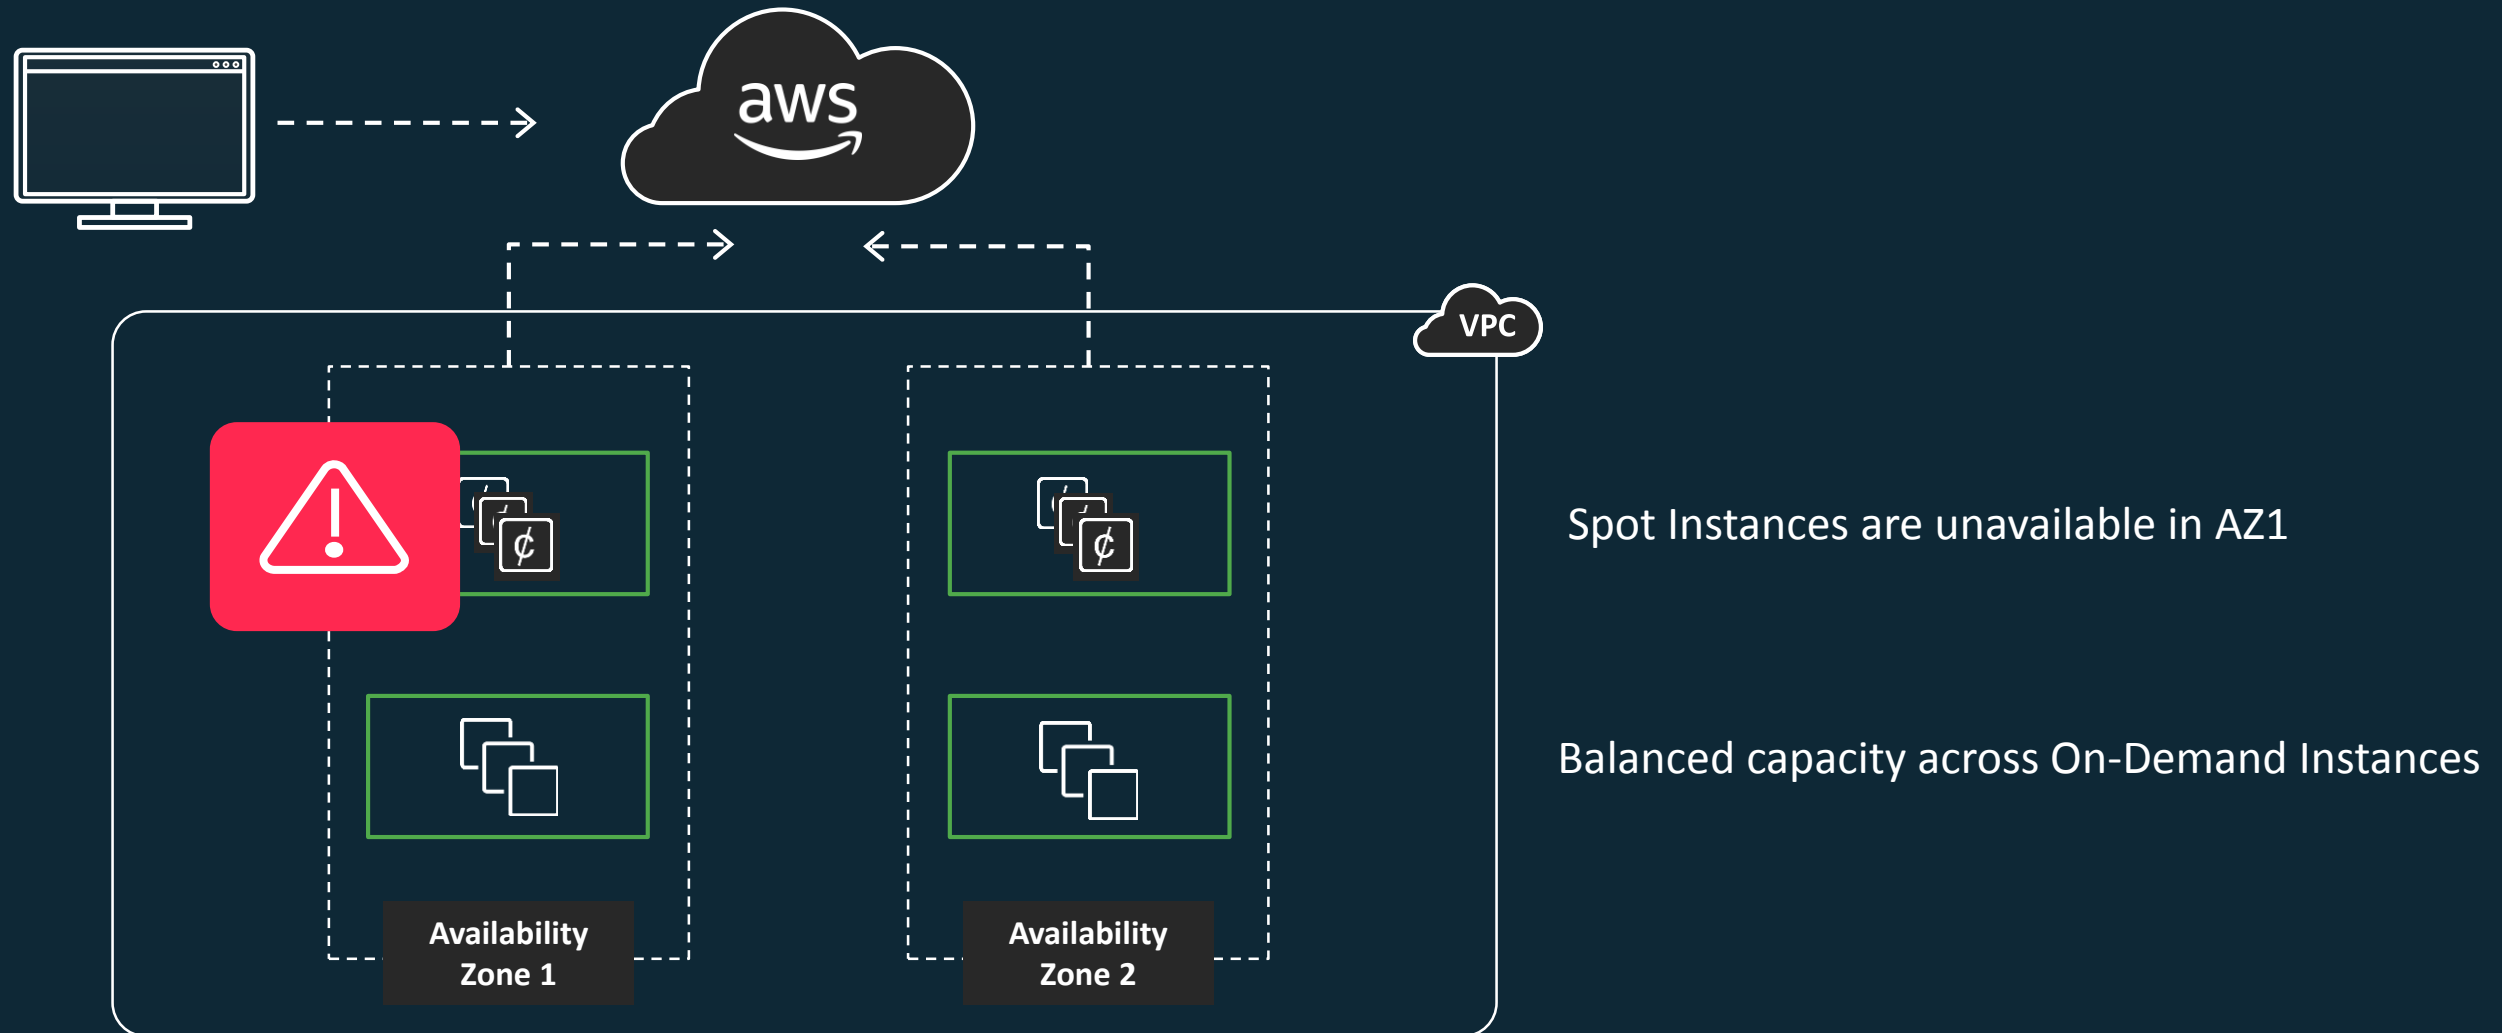 aws
VPC
¢
¢
Spot Instances are unavailable in AZ1
Balanced capacity across On-Demand Instances
Availability
Zone 1
Availability
Zone 2